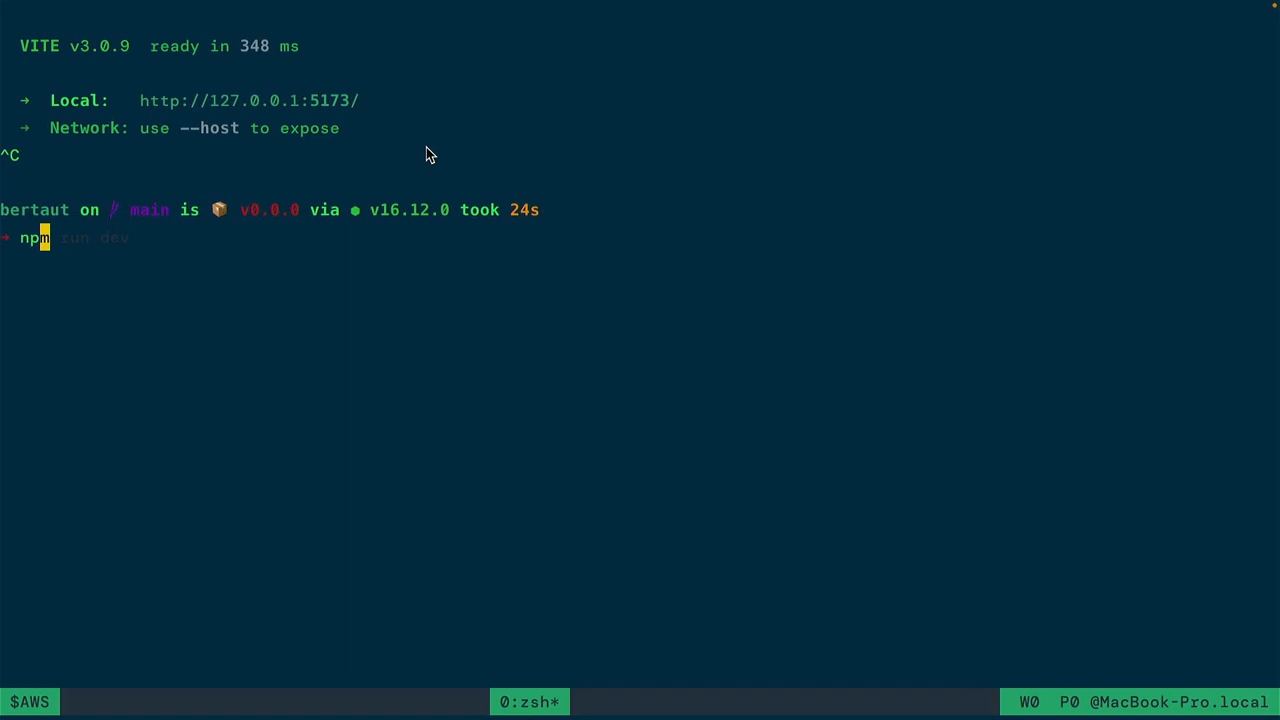 VITE v3.0.9  ready in 348 ms
➜  Local:   http://127.0.0.1:5173/
➜  Network: use --host to expose
^C
bertaut on main is 📦 v0.0.0 via ⬢ v16.12.0 took 24s
➜ npm run dev
$AWS 0:zsh* W0 P0 @MacBook-Pro.local